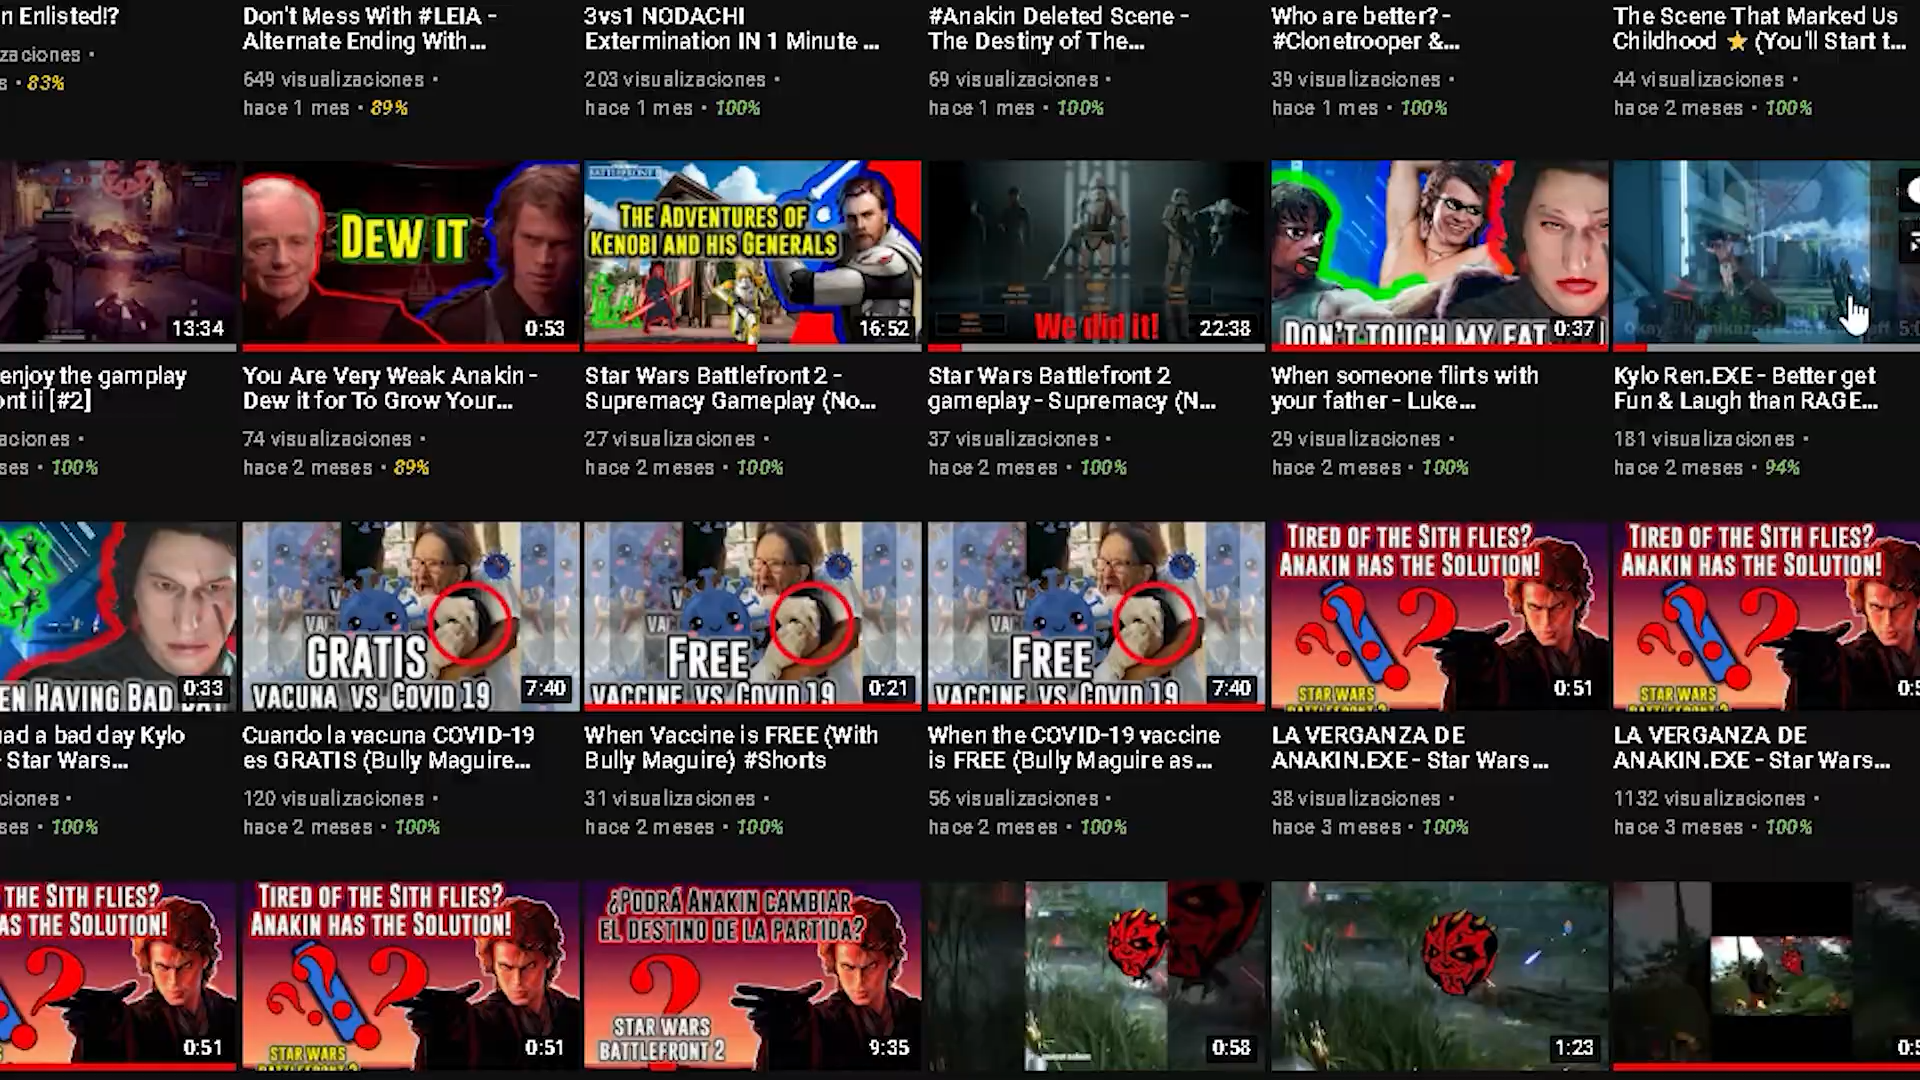 n Enlisted!?
zaciones •
s • 83%
Don't Mess With #LEIA -
Alternate Ending With...
649 visualizaciones •
hace 1 mes • 89%
3vs1 NODACHI
Extermination IN 1 Minute ...
203 visualizaciones •
hace 1 mes • 100%
#Anakin Deleted Scene -
The Destiny of The...
69 visualizaciones •
hace 1 mes • 100%
Who are better? -
#Clonetrooper &...
39 visualizaciones •
hace 1 mes • 100%
The Scene That Marked Us
Childhood ⭐ (You'll Start t...
44 visualizaciones •
hace 2 meses • 100%
13:34
enjoy the gamplay
ont ii [#2]
aciones •
ses • 100%
DEW IT
0:53
You Are Very Weak Anakin -
Dew it for To Grow Your...
74 visualizaciones •
hace 2 meses • 89%
BATTLEFRONT II
THE ADVENTURES OF
KENOBI AND HIS GENERALS
16:52
Star Wars Battlefront 2 -
Supremacy Gameplay (No...
27 visualizaciones •
hace 2 meses • 100%
We did it!
22:38
Star Wars Battlefront 2
gameplay - Supremacy (N...
37 visualizaciones •
hace 2 meses • 100%
DON'T TOUCH MY FAT
0:37
When someone flirts with
your father - Luke...
29 visualizaciones •
hace 2 meses • 100%
Kylo Ren.EXE - Better get
Fun & Laugh than RAGE...
181 visualizaciones •
hace 2 meses • 94%
EN HAVING BAD DAY
0:33
ad a bad day Kylo
- Star Wars...
ciones •
ses • 100%
GRATIS
VACUNA VS COVID 19
7:40
Cuando la vacuna COVID-19
es GRATIS (Bully Maguire...
120 visualizaciones •
hace 2 meses • 100%
FREE
VACCINE VS COVID 19
0:21
When Vaccine is FREE (With
Bully Maguire) #Shorts
31 visualizaciones •
hace 2 meses • 100%
FREE
VACCINE VS COVID 19
7:40
When the COVID-19 vaccine
is FREE (Bully Maguire as...
56 visualizaciones •
hace 2 meses • 100%
TIRED OF THE SITH FLIES?
ANAKIN HAS THE SOLUTION!
STAR WARS
BATTLEFRONT 2
0:51
LA VERGANZA DE
ANAKIN.EXE - Star Wars...
38 visualizaciones •
hace 3 meses • 100%
TIRED OF THE SITH FLIES?
ANAKIN HAS THE SOLUTION!
STAR WARS
BATTLEFRONT 2
0:5
LA VERGANZA DE
ANAKIN.EXE - Star Wars...
1132 visualizaciones •
hace 3 meses • 100%
THE SITH FLIES?
AS THE SOLUTION!
0:51
TIRED OF THE SITH FLIES?
ANAKIN HAS THE SOLUTION!
STAR WARS
BATTLEFRONT 2
0:51
¿PODRÁ ANAKIN CAMBIAR
EL DESTINO DE LA PARTIDA?
STAR WARS
BATTLEFRONT 2
9:35
0:58
1:23
0:5